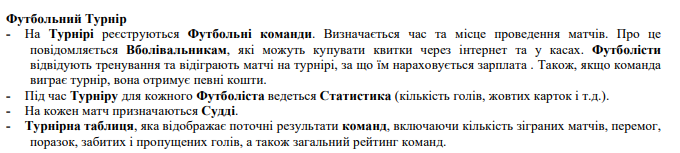 Футбольний Турнір
- На Турнірі реєструються Футбольні команди. Визначається час та місце проведення матчів. Про це
повідомляється Вболівальникам, які можуть купувати квитки через інтернет та у касах. Футболісти
відвідують тренування та відіграють матчі на турнірі, за що їм нараховується зарплата . Також, якщо команда
виграє турнір, вона отримує певні кошти.
- Під час Турніру для кожного Футболіста ведеться Статистика (кількість голів, жовтих карток і т.д.).
- На кожен матч призначаються Судді.
- Турнірна таблиця, яка відображає поточні результати команд, включаючи кількість зіграних матчів, перемог,
поразок, забитих і пропущених голів, а також загальний рейтинг команд.